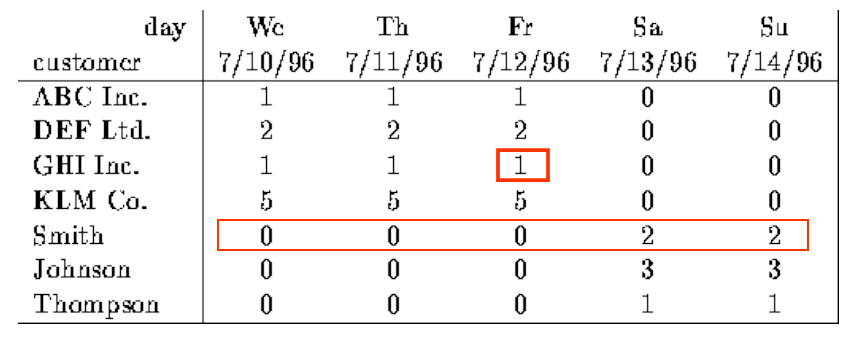 day We Th Fr Sa Su
customer 7/10/96 7/11/96 7/12/96 7/13/96 7/14/96
ABC Inc. 1 1 1 0 0
DEF Ltd. 2 2 2 0 0
GHI Inc. 1 1 1 0 0
KLM Co. 5 5 5 0 0
Smith 0 0 0 2 2
Johnson 0 0 0 3 3
Thompson 0 0 0 1 1